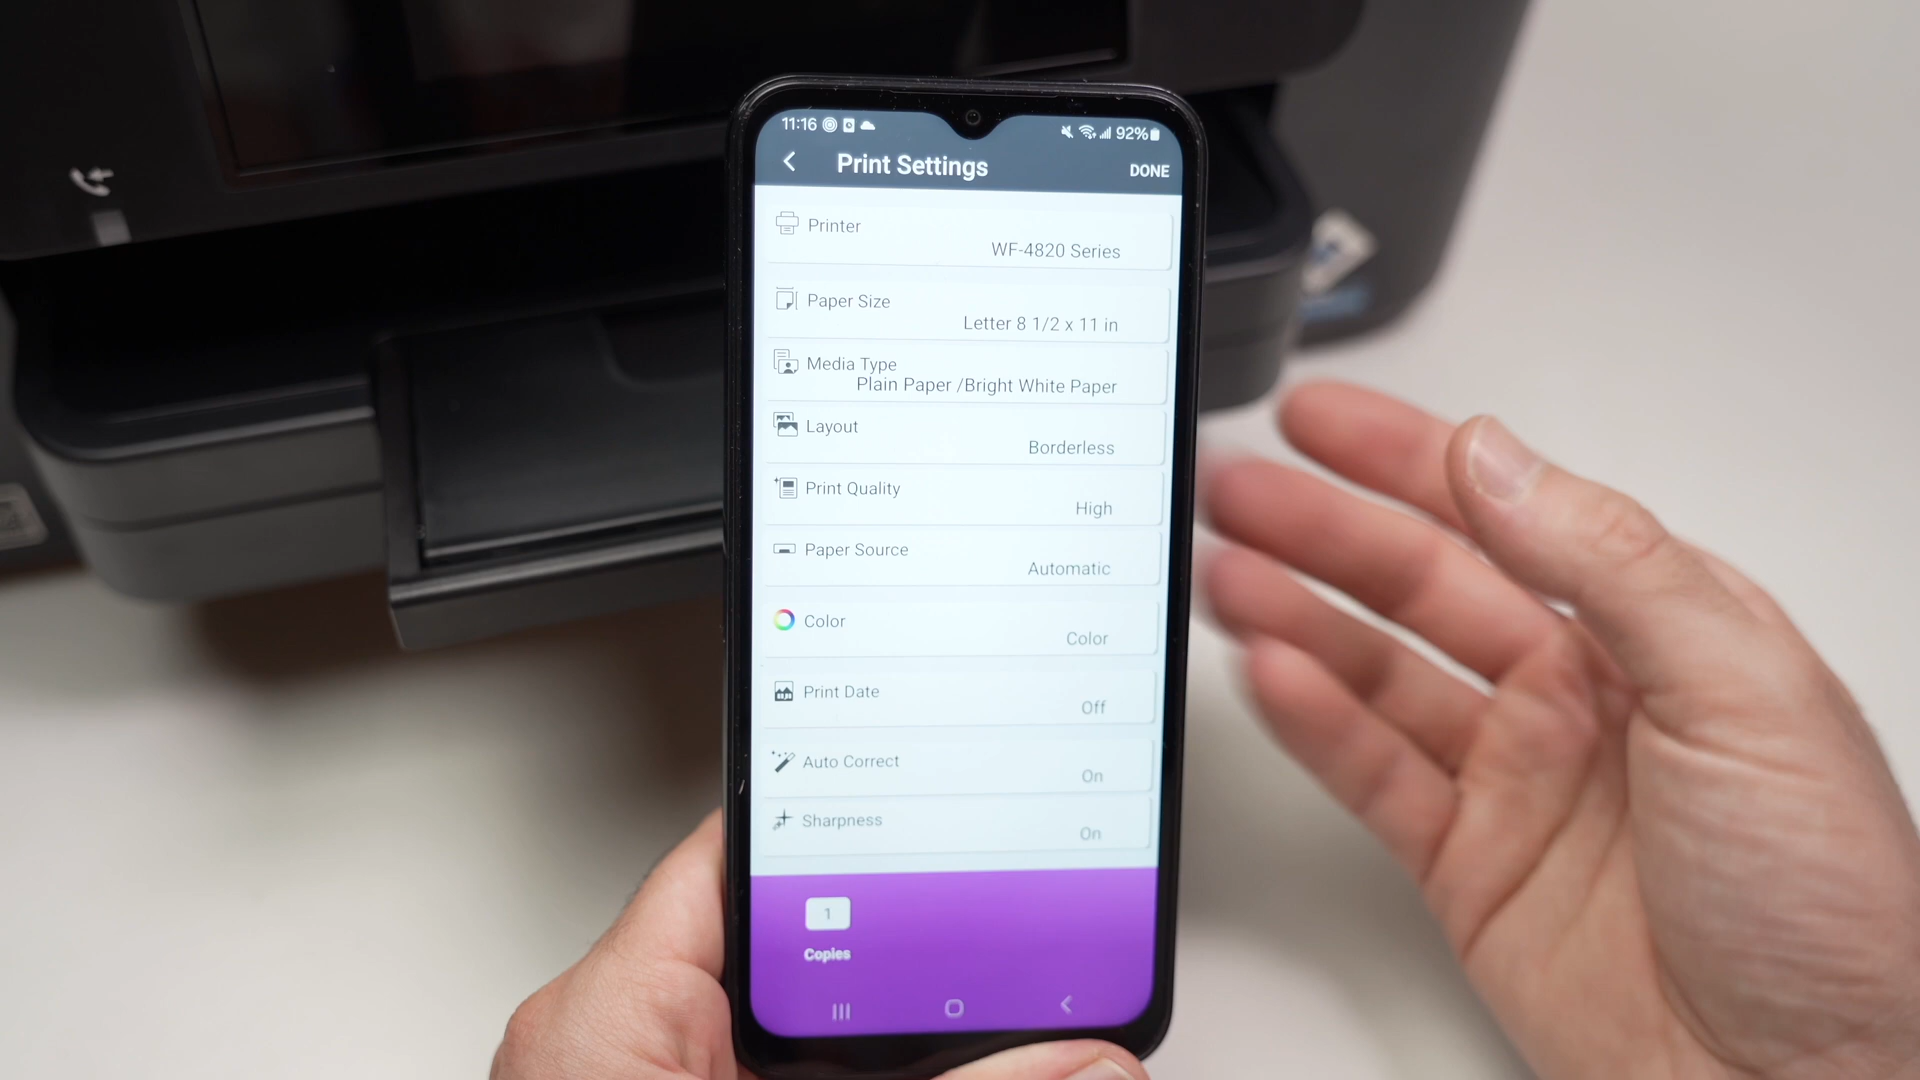 11:16
92%
Print Settings
DONE
Printer
WF-4820 Series
Paper Size
Letter 8 1/2 x 11 in
Media Type
Plain Paper /Bright White Paper
Layout
Borderless
Print Quality
High
Paper Source
Automatic
Color
Color
Print Date
Off
Auto Correct
On
Sharpness
On
1
Copies